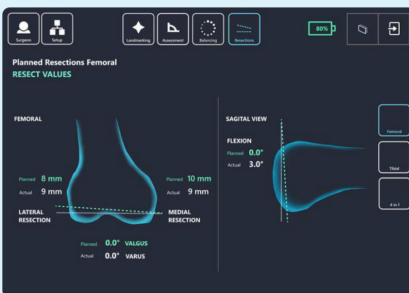 Surgeon
Setup
Landmarking
Assessment
Balancing
Resections
80%
Planned Resections Femoral
RESECT VALUES
FEMORAL
Planned 8 mm
Actual 9 mm
Planned 10 mm
Actual 9 mm
LATERAL
RESECTION
MEDIAL
RESECTION
Planned 0.0° VALGUS
Actual 0.0° VARUS
SAGITAL VIEW
FLEXION
Planned 0.0°
Actual 3.0°
Femoral
Tibial
4 in 1